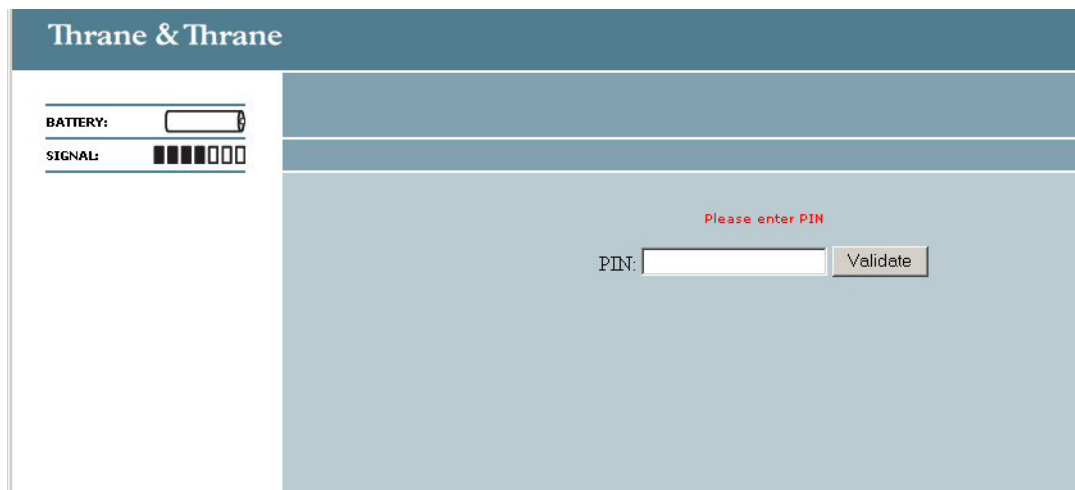 Thrane & Thrane
BATTERY:
SIGNAL:
Please enter PIN
PIN:
Validate